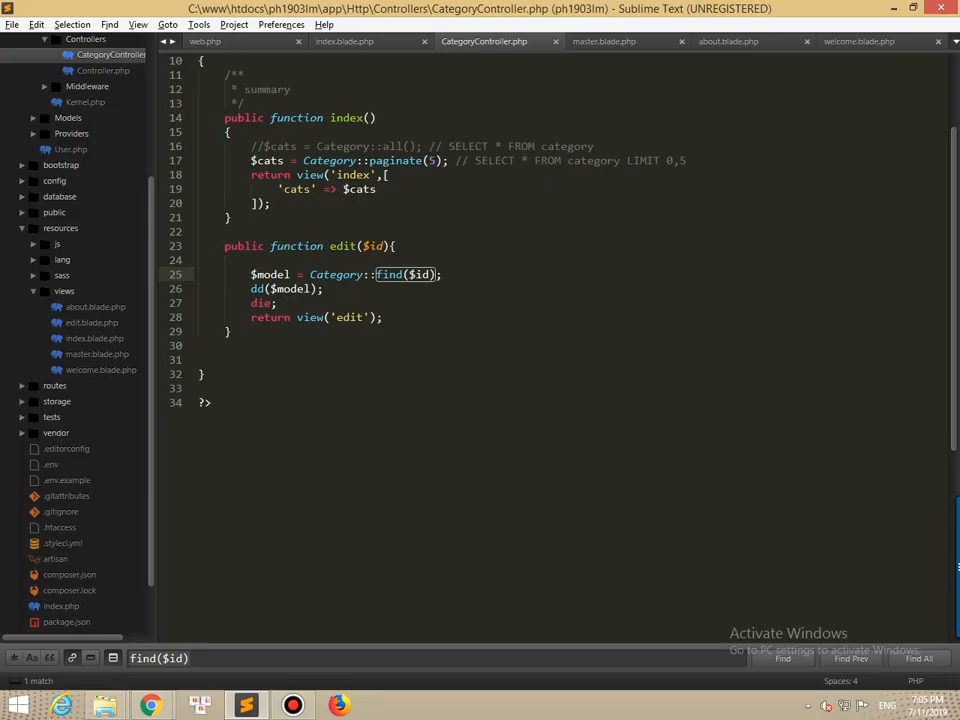 C:\www\htdocs\ph1903lm\app\Http\Controllers\CategoryController.php (ph1903lm) - Sublime Text (UNREGISTERED)
File Edit Selection Find View Goto Tools Project Preferences Help
Controllers
CategoryController
Controller.php
Middleware
Kernel.php
Models
Providers
User.php
bootstrap
config
database
public
resources
js
lang
sass
views
about.blade.php
edit.blade.php
index.blade.php
master.blade.php
welcome.blade.php
routes
storage
tests
vendor
.editorconfig
.env
.env.example
.gitattributes
.gitignore
.htaccess
.styleci.yml
artisan
composer.json
composer.lock
index.php
package.json
web.php index.blade.php CategoryController.php master.blade.php about.blade.php welcome.blade.php
10 {
11 /**
12 * summary
13 */
14 public function index()
15 {
16 //$cats = Category::all(); // SELECT * FROM category
17 $cats = Category::paginate(5); // SELECT * FROM category LIMIT 0,5
18 return view('index',[
19 'cats' => $cats
20 ]);
21 }
22
23 public function edit($id){
24
25 $model = Category::find($id);
26 dd($model);
27 die;
28 return view('edit');
29 }
30
31
32 }
33
34 ?>
Activate Windows
Go to PC settings to activate Windows.
Aa find($id) Find Find Prev Find All
1 match Spaces: 4 PHP
ENG 7:05 PM
7/11/2019